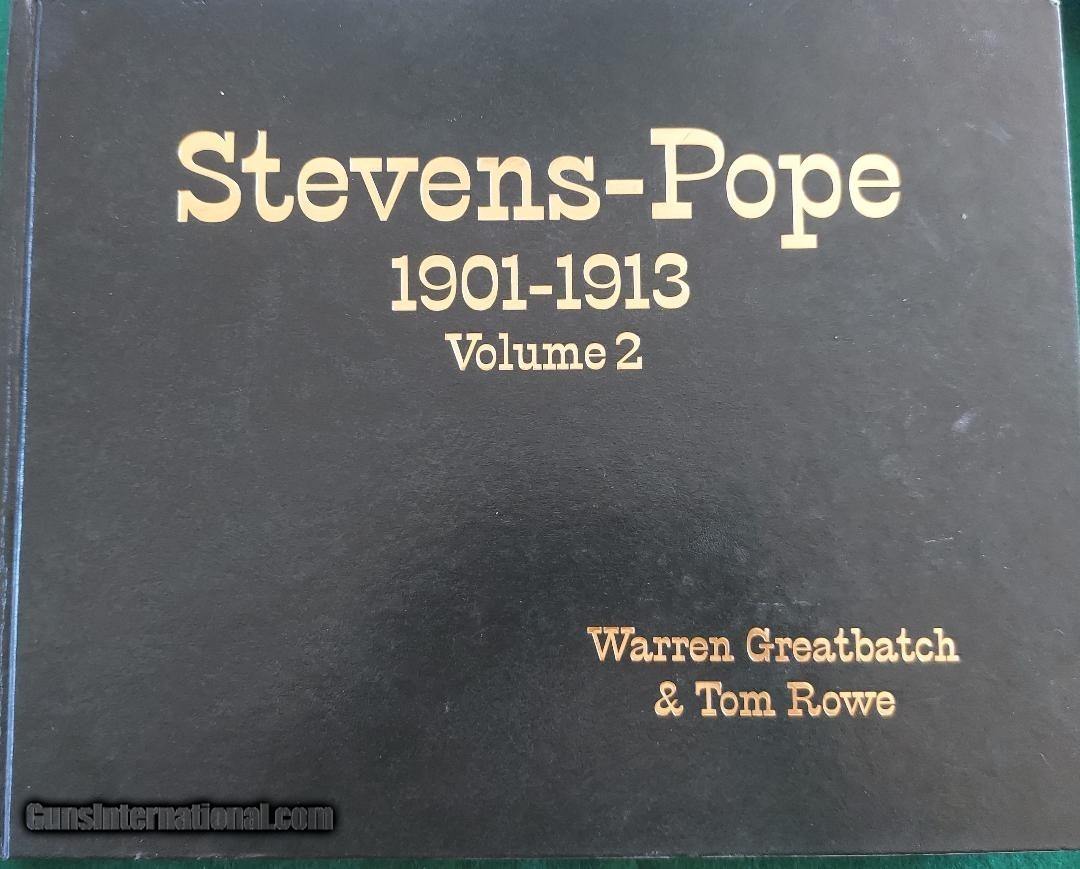 Stevens-Pope
1901-1913
Volume 2
Warren Greatbatch
& Tom Rowe
GunsInternational.com